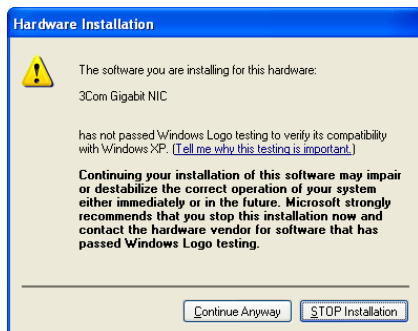 Hardware Installation
The software you are installing for this hardware:
3Com Gigabit NIC
has not passed Windows Logo testing to verify its compatibility
with Windows XP. (Tell me why this testing is important.)
Continuing your installation of this software may impair
or destabilize the correct operation of your system
either immediately or in the future. Microsoft strongly
recommends that you stop this installation now and
contact the hardware vendor for software that has
passed Windows Logo testing.
Continue Anyway
STOP Installation